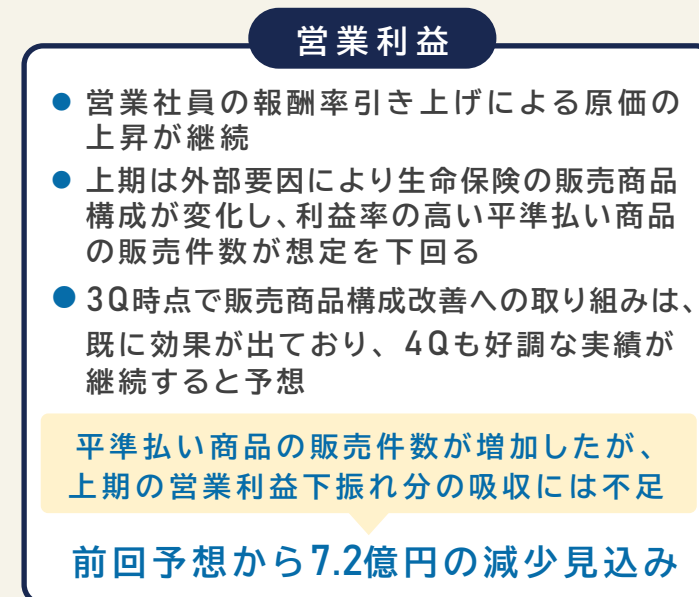 営業利益
● 営業社員の報酬率引き上げによる原価の
上昇が継続
● 上期は外部要因により生命保険の販売商品
構成が変化し、利益率の高い平準払い商品
の販売件数が想定を下回る
● 3Q時点で販売商品構成改善への取り組みは、
既に効果が出ており、4Qも好調な実績が
継続すると予想
平準払い商品の販売件数が増加したが、
上期の営業利益下振れ分の吸収には不足
前回予想から7.2億円の減少見込み